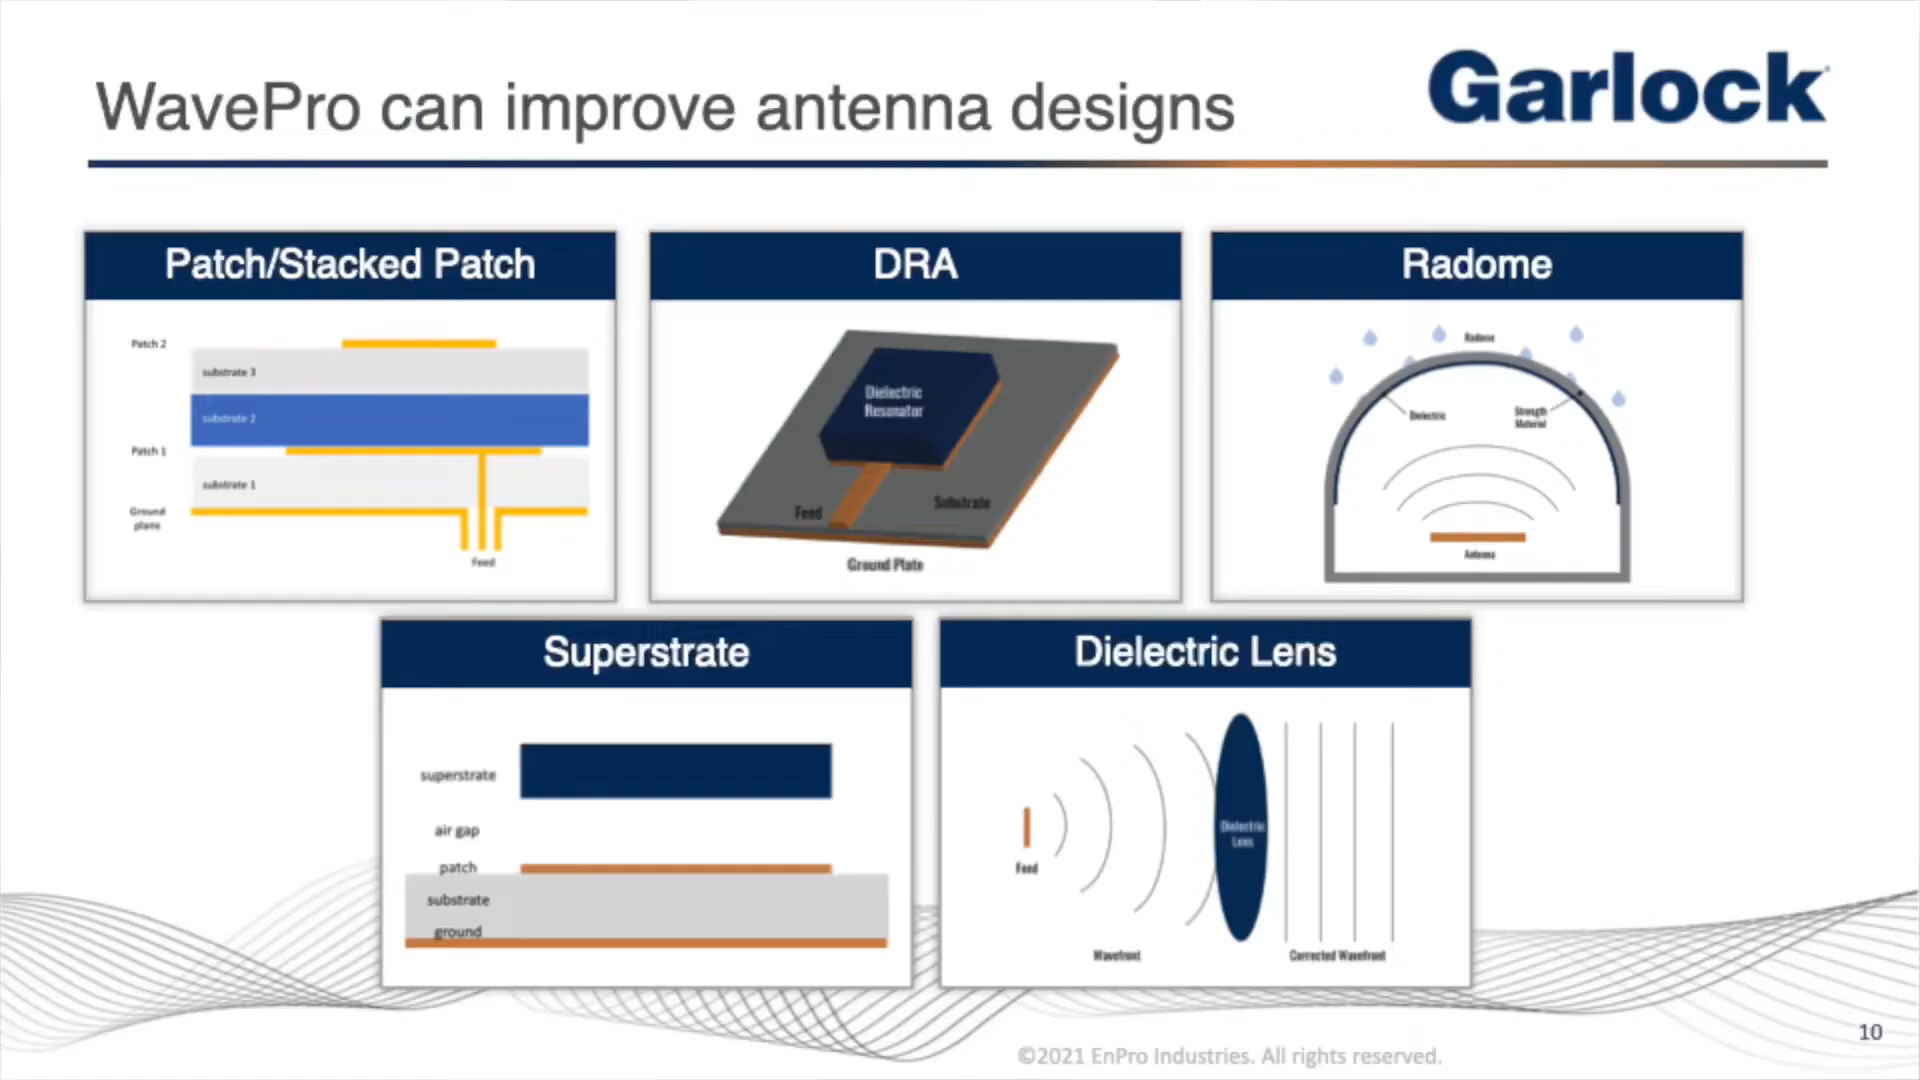 WavePro can improve antenna designs
Garlock
Patch/Stacked Patch
Patch 2
substrate 3
substrate 2
Patch 1
substrate 1
Ground
plane
Feed
DRA
Dielectric
Resonator
Feed
Substrate
Ground Plate
Radome
Radome
Dielectric
Strength
Material
Antenna
Superstrate
superstrate
air gap
patch
substrate
ground
Dielectric Lens
Dielectric
Lens
Feed
Wavefront
Corrected Wavefront
10
©2021 EnPro Industries. All rights reserved.